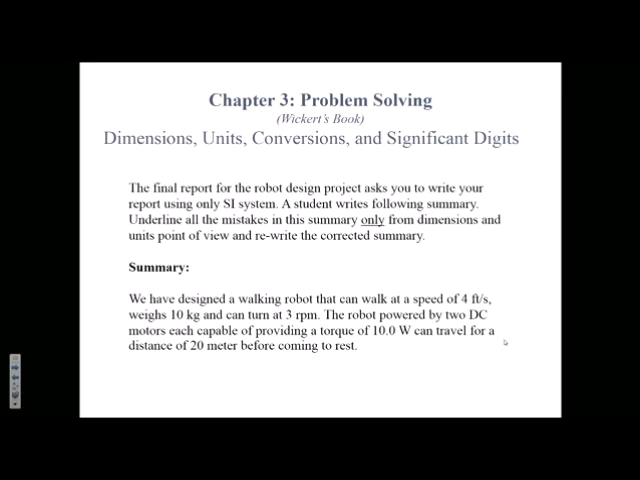 Chapter 3: Problem Solving
(Wickert's Book)
Dimensions, Units, Conversions, and Significant Digits
The final report for the robot design project asks you to write your
report using only SI system. A student writes following summary.
Underline all the mistakes in this summary only from dimensions and
units point of view and re-write the corrected summary.
Summary:
We have designed a walking robot that can walk at a speed of 4 ft/s,
weighs 10 kg and can turn at 3 rpm. The robot powered by two DC
motors each capable of providing a torque of 10.0 W can travel for a
distance of 20 meter before coming to rest.